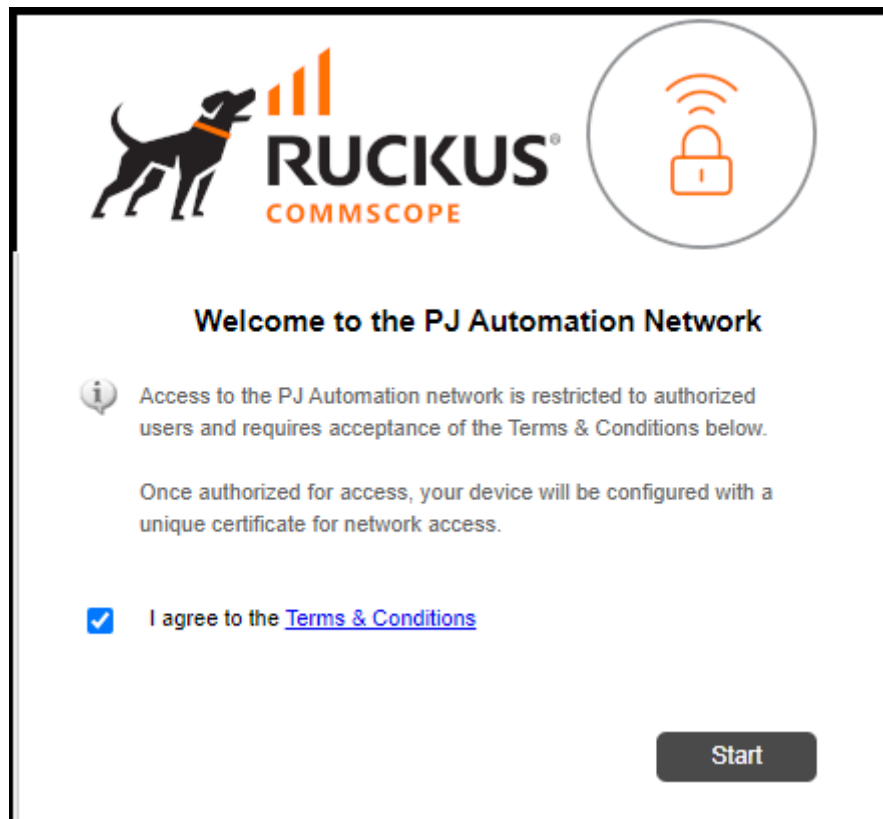 RUCKUS®
COMMSCOPE
Welcome to the PJ Automation Network
Access to the PJ Automation network is restricted to authorized
users and requires acceptance of the Terms & Conditions below.
Once authorized for access, your device will be configured with a
unique certificate for network access.
I agree to the Terms & Conditions
Start